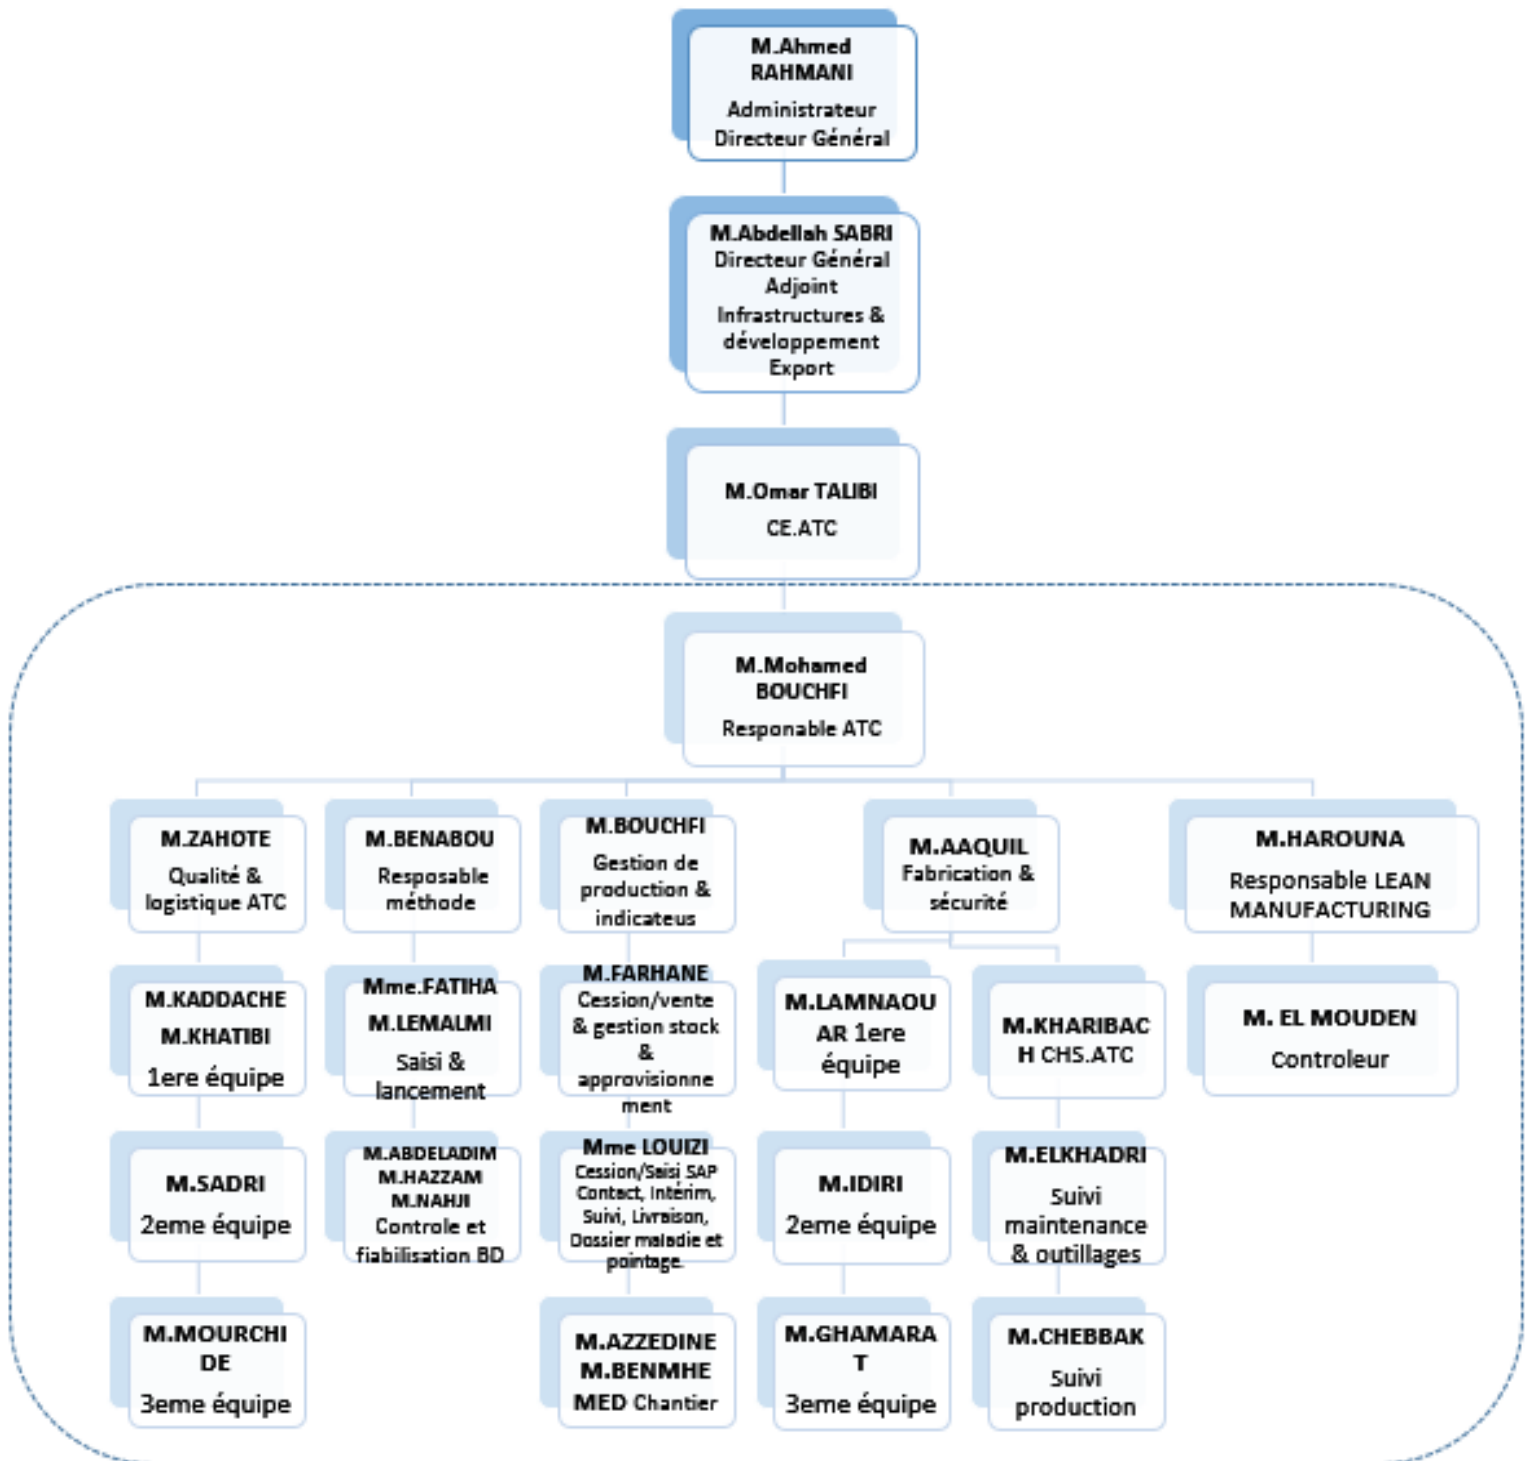 M.Ahmed
RAHMANI
Administrateur
Directeur Général
M.Abdellah SABRI
Directeur Général
Adjoint
Infrastructures &
développement
Export
M.Omar TALIBI
CE.ATC
M.Mohamed
BOUCHFI
Responable ATC
M.ZAHOTE
Qualité &
logistique ATC
M.BENABOU
Resposable
méthode
M.BOUCHFI
Gestion de
production &
indicateus
M.AAQUIL
Fabrication &
sécurité
M.HAROUNA
Responsable LEAN
MANUFACTURING
M.KADDACHE
M.KHATIBI
1ere équipe
Mme.FATIHA
M.LEMALMI
Saisi &
lancement
M.FARHANE
Cession/vente
& gestion stock
&
approvisionne
ment
M.LAMNAOU
AR 1ere
équipe
M.KHARIBAC
H CHS.ATC
M. EL MOUDEN
Controleur
M.SADRI
2eme équipe
M.ABDELADIM
M.HAZZAM
M.NAHJI
Controle et
fiabilisation BD
Mme LOUIZI
Cession/Saisi SAP
Contact, Intérim,
Suivi, Livraison,
Dossier maladie et
pointage.
M.IDIRI
2eme équipe
M.ELKHADRI
Suivi
maintenance
& outillages
M.MOURCHI
DE
3eme équipe
M.AZZEDINE
M.BENMHE
MED Chantier
M.GHAMARA
T
3eme équipe
M.CHEBBAK
Suivi
production